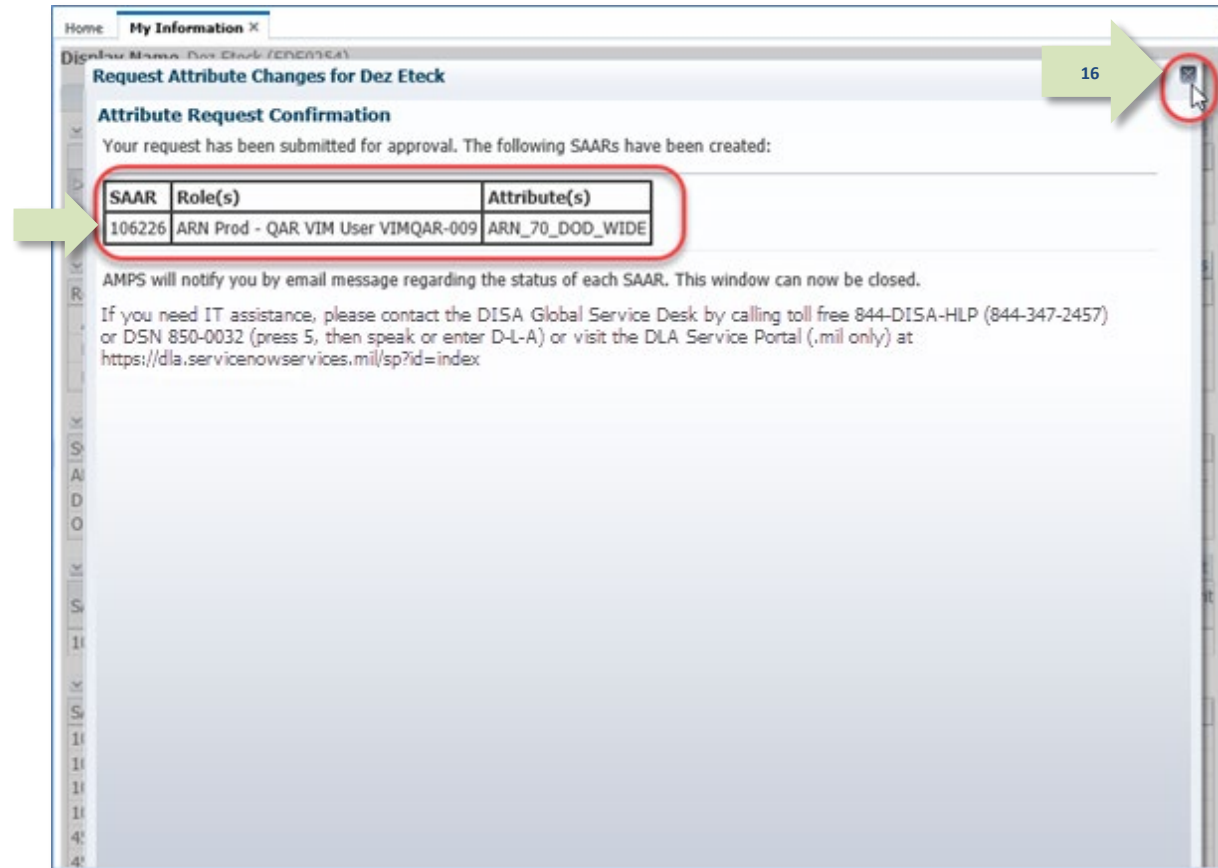 Home My Information ×
Display Name Dez Eteck (EDE0254)
Request Attribute Changes for Dez Eteck
16
Attribute Request Confirmation
Your request has been submitted for approval. The following SAARs have been created:
SAAR Role(s) Attribute(s)
106226 ARN Prod - QAR VIM User VIMQAR-009 ARN_70_DOD_WIDE
AMPS will notify you by email message regarding the status of each SAAR. This window can now be closed.
If you need IT assistance, please contact the DISA Global Service Desk by calling toll free 844-DISA-HLP (844-347-2457)
or DSN 850-0032 (press 5, then speak or enter D-L-A) or visit the DLA Service Portal (.mil only) at
https://dla.servicenowservices.mil/sp?id=index